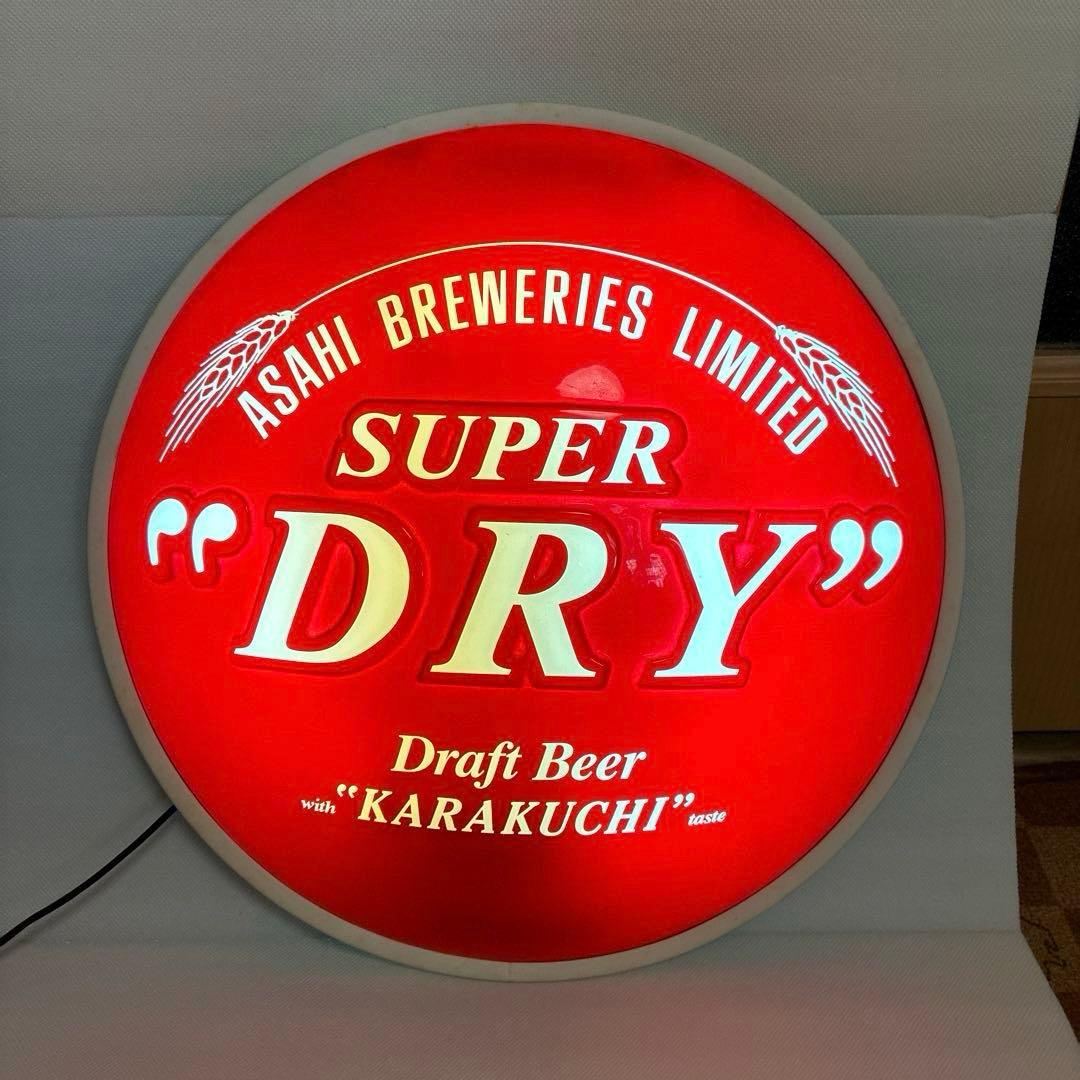 ASAHI BREWERIES LIMITED
SUPER
“DRY”
Draft Beer
with “KARAKUCHI” taste